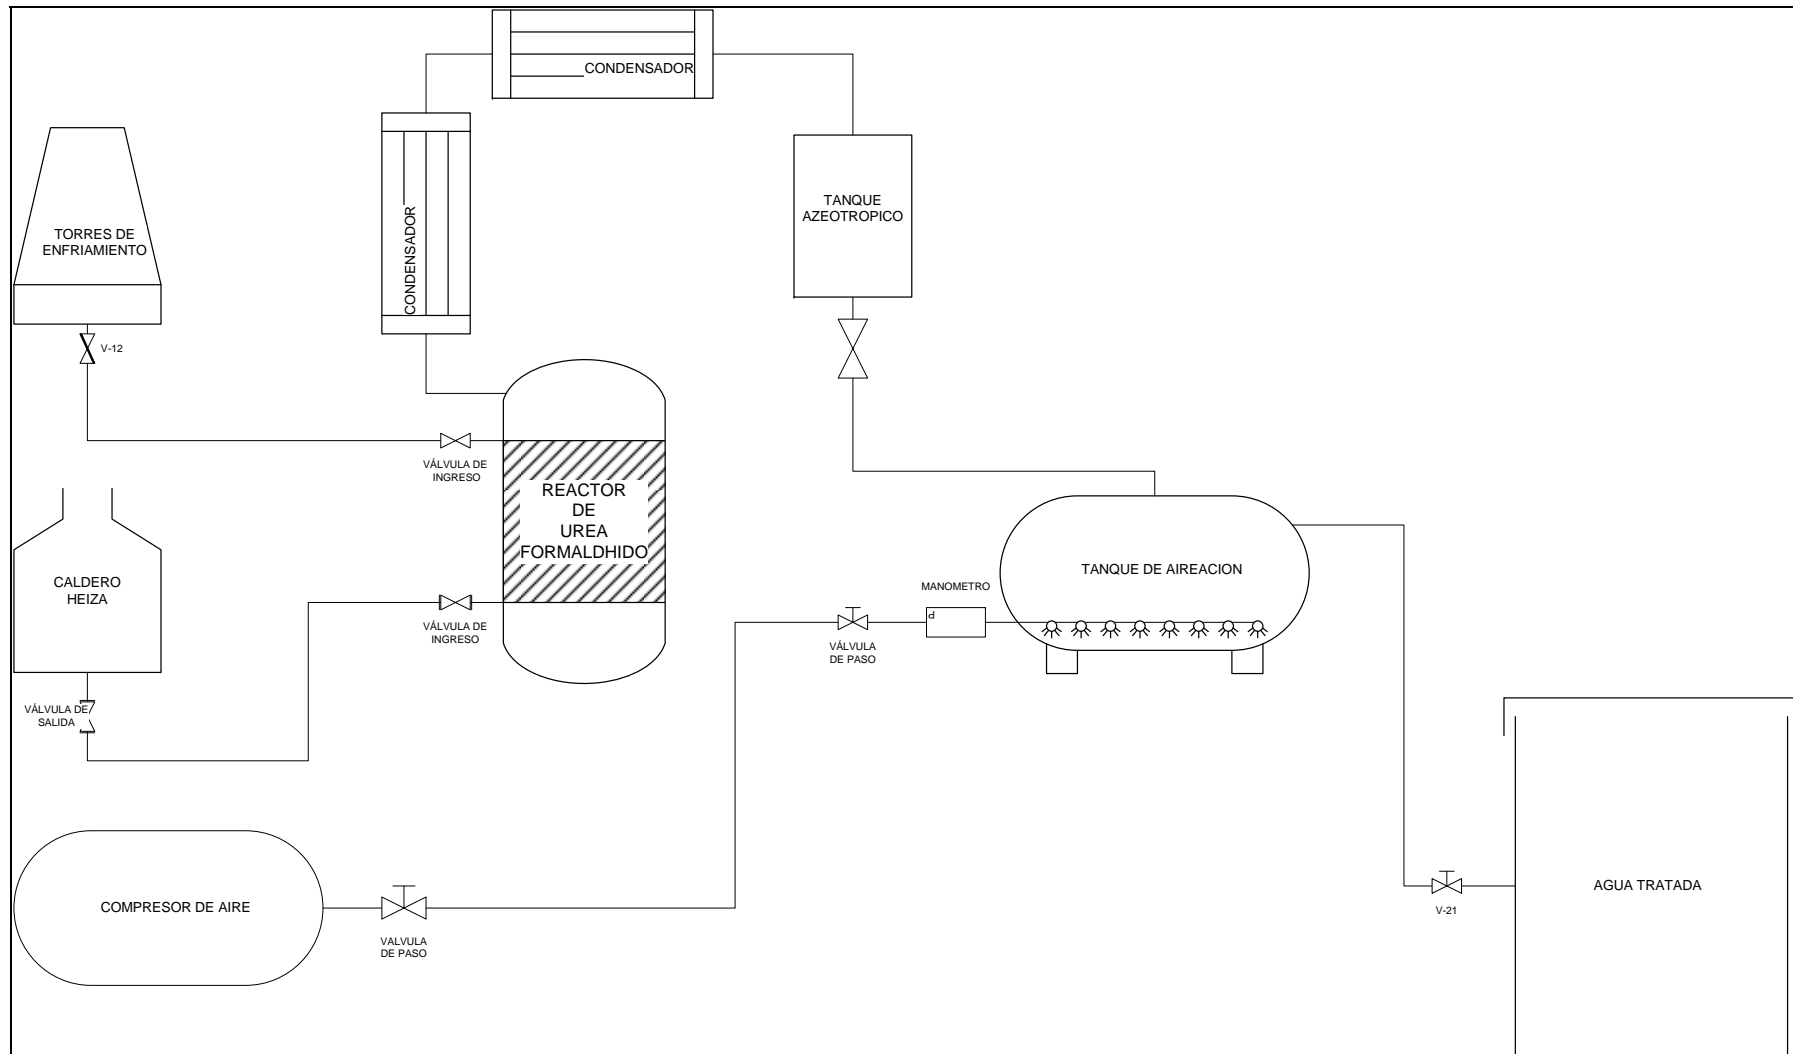 CONDENSADOR
CONDENSADOR
TANQUE
AZEOTROPICO
TORRES DE
ENFRIAMIENTO
V-12
VÁLVULA DE
INGRESO
REACTOR
DE
UREA
FORMALDHIDO
CALDERO
HEIZA
VÁLVULA DE
INGRESO
TANQUE DE AIREACION
MANOMETRO
P
VÁLVULA
DE PASO
VÁLVULA DE
SALIDA
COMPRESOR DE AIRE
VALVULA
DE PASO
V-21
AGUA TRATADA